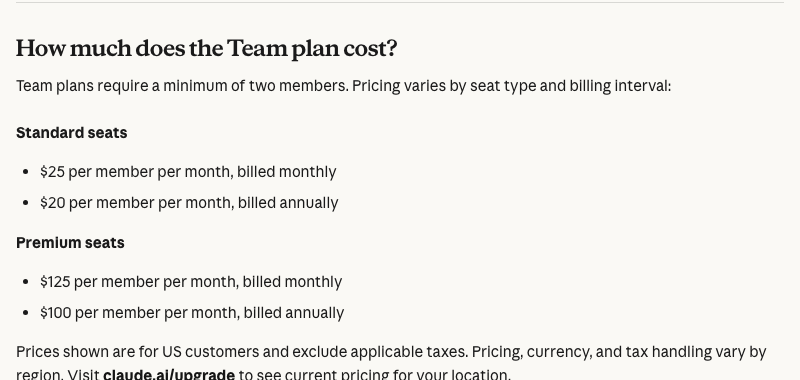 How much does the Team plan cost?
Team plans require a minimum of two members. Pricing varies by seat type and billing interval:
Standard seats
• $25 per member per month, billed monthly
• $20 per member per month, billed annually
Premium seats
• $125 per member per month, billed monthly
• $100 per member per month, billed annually
Prices shown are for US customers and exclude applicable taxes. Pricing, currency, and tax handling vary by
region. Visit claude.ai/upgrade to see current pricing for your location.